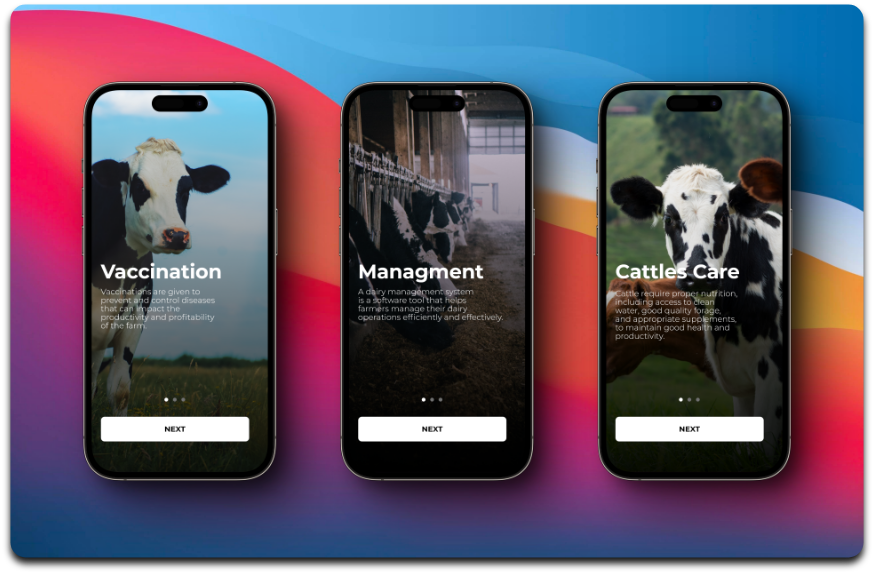 Vaccination
Vaccinations are given to
prevent and control diseases
that can impact the
productivity and profitability
of the farm.
NEXT
Managment
A dairy management system
is a software tool that helps
farmers manage their dairy
operations efficiently and effectively.
NEXT
Cattles Care
Cattle require proper nutrition,
including access to clean
water, good quality forage,
and appropriate supplements,
to maintain good health and
productivity.
NEXT